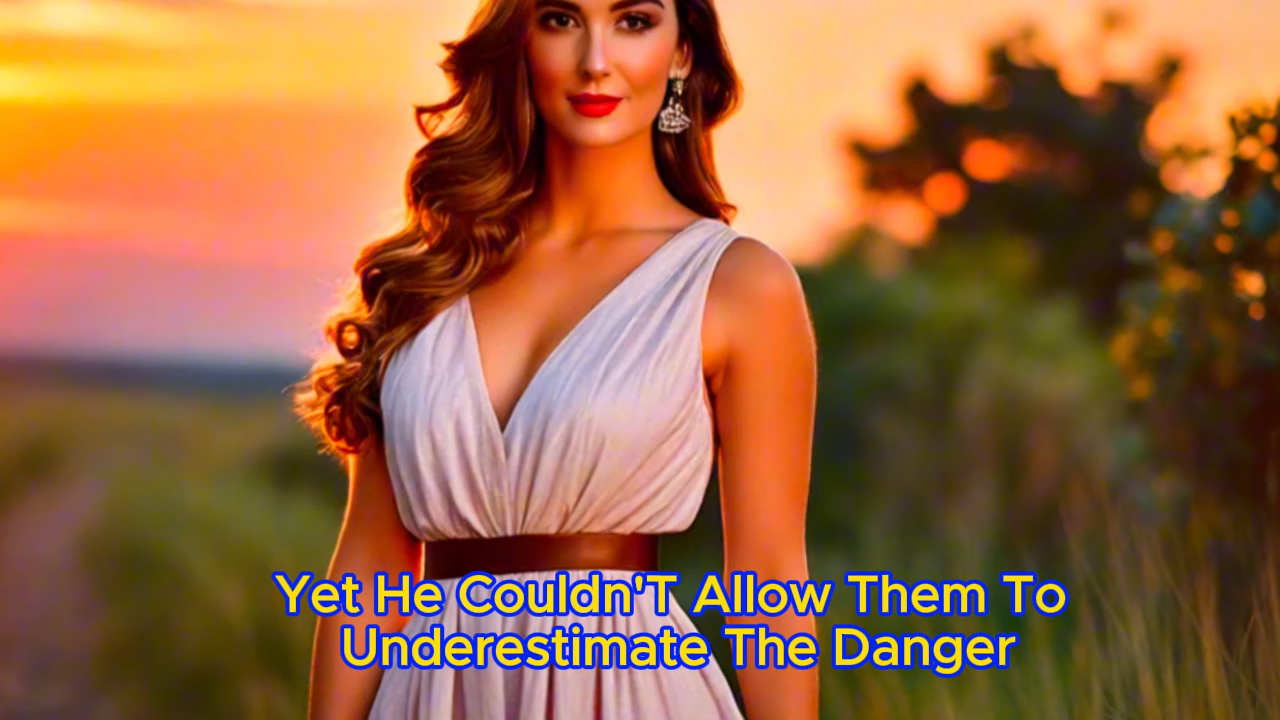 Yet He Couldn'T Allow Them To
Underestimate The Danger